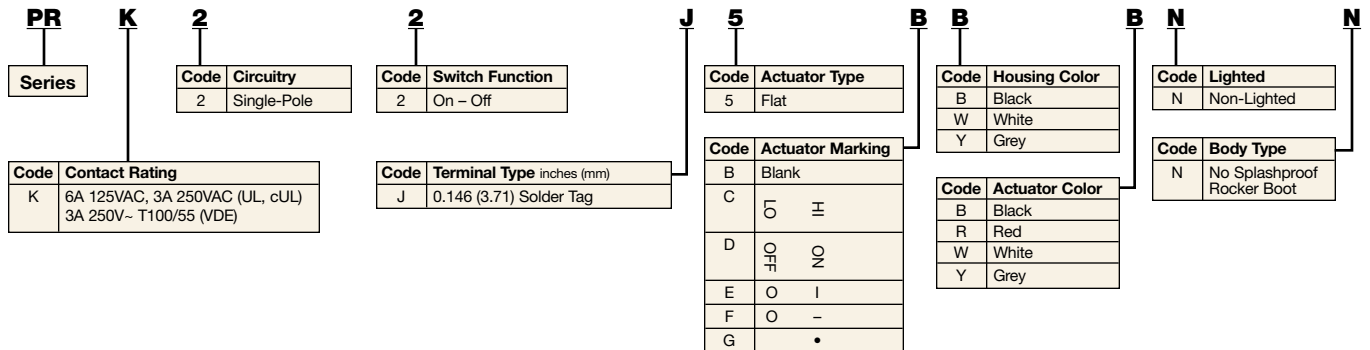 PR K 2 2 J 5 B B B N N
Series
Code Circuitry
2 Single-Pole
Code Switch Function
2 On – Off
Code Actuator Type
5 Flat
Code Housing Color
B Black
W White
Y Grey
Code Lighted
N Non-Lighted
Code Contact Rating
K 6A 125VAC, 3A 250VAC (UL, cUL)
3A 250V~ T100/55 (VDE)
Code Terminal Type inches (mm)
J 0.146 (3.71) Solder Tag
Code Actuator Marking
B Blank
C LO HI
D OFF ON
E O I
F O –
G •
Code Actuator Color
B Black
R Red
W White
Y Grey
Code Body Type
N No Splashproof
Rocker Boot